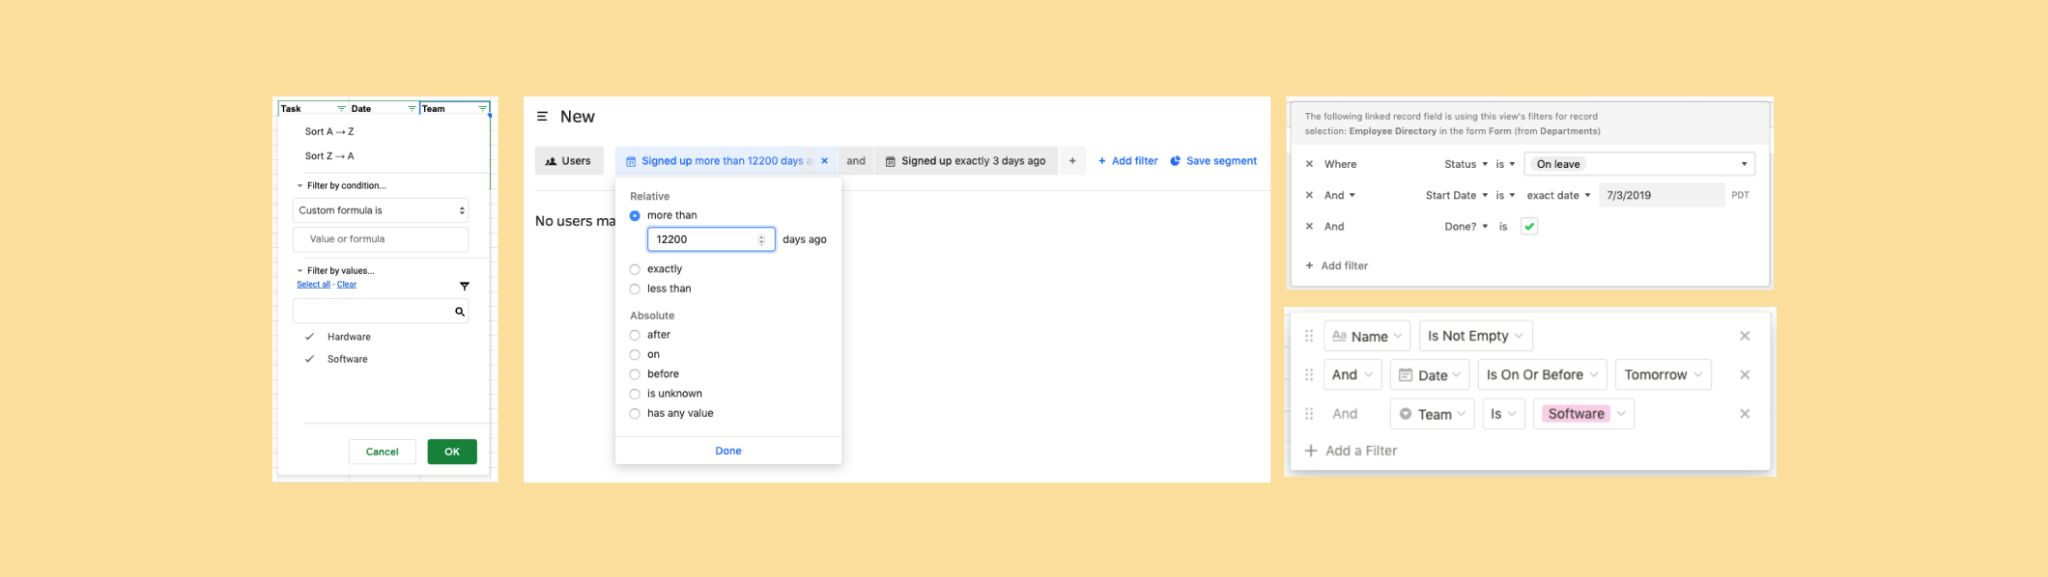 Task Date Team
Sort A → Z
Sort Z → A
Filter by condition...
Custom formula is
Value or formula
Filter by values...
Select all - Clear
Hardware
Software
Cancel OK
New
Users Signed up more than 12200 days and Signed up exactly 3 days ago + Add filter Save segment
No users ma
Relative
more than
12200 days ago
exactly
less than
Absolute
after
on
before
is unknown
has any value
Done
The following linked record field is using this view's filters for record
selection: Employee Directory in the form Form (from Departments)
Where Status is On leave
And Start Date is exact date 7/3/2019 PDT
And Done? is
+ Add filter
Aa Name Is Not Empty
And Date Is On Or Before Tomorrow
And Team Is Software
+ Add a Filter